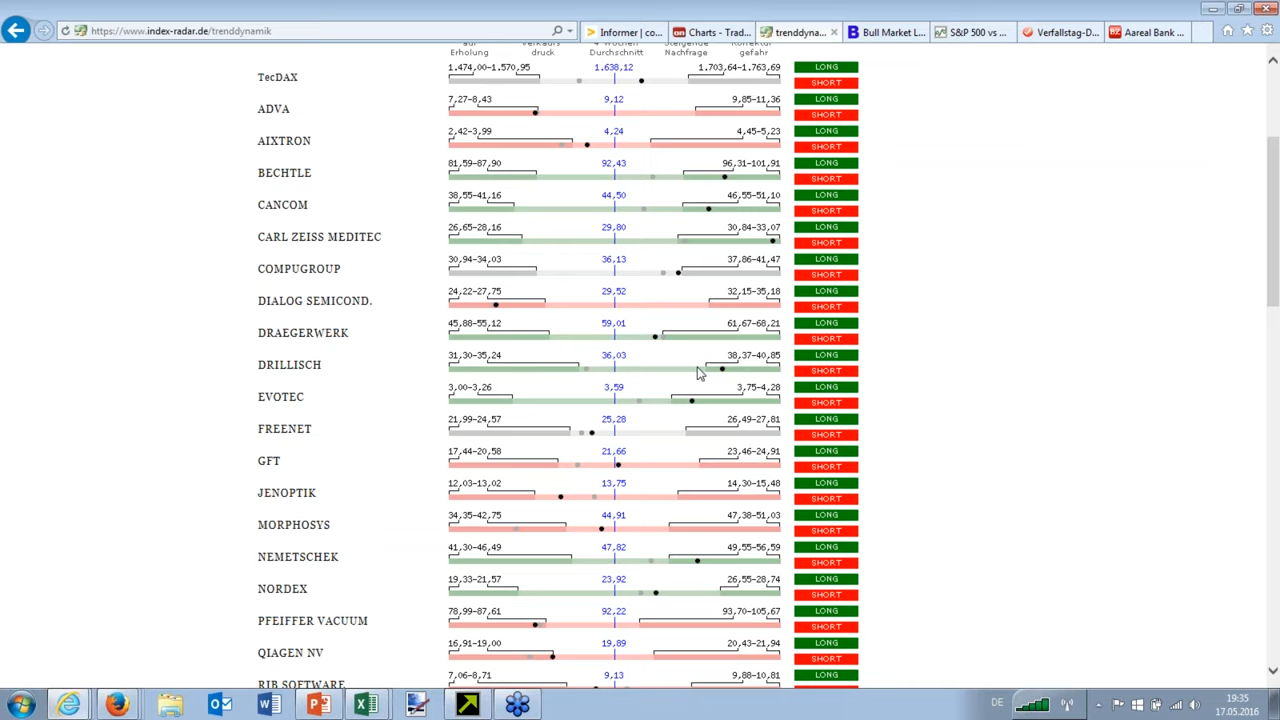 https://www.index-radar.de/trenddynamik
Informer | co...
Charts - Trad...
trenddyna...
Bull Market L...
S&P 500 vs ...
Verfallstag-D...
Aareal Bank ...
Erholung druck Durchschnitt Nachfrage gefahr
TecDAX 1.474,00-1.570,95 1.638,12 1.703,64-1.763,69 LONG
SHORT
ADVA 7,27-8,43 9,12 9,85-11,36 LONG
SHORT
AIXTRON 2,42-3,99 4,24 4,45-5,23 LONG
SHORT
BECHTLE 81,59-87,90 92,43 96,31-101,91 LONG
SHORT
CANCOM 38,55-41,16 44,50 46,55-51,10 LONG
SHORT
CARL ZEISS MEDITEC 26,65-28,16 29,80 30,84-33,07 LONG
SHORT
COMPUGROUP 30,94-34,03 36,13 37,86-41,47 LONG
SHORT
DIALOG SEMICOND. 24,22-27,75 29,52 32,15-35,18 LONG
SHORT
DRAEGERWERK 45,88-55,12 59,01 61,67-68,21 LONG
SHORT
DRILLISCH 31,30-35,24 36,03 38,37-40,85 LONG
SHORT
EVOTEC 3,00-3,26 3,59 3,75-4,28 LONG
SHORT
FREENET 21,99-24,57 25,28 26,49-27,81 LONG
SHORT
GFT 17,44-20,58 21,66 23,46-24,91 LONG
SHORT
JENOPTIK 12,03-13,02 13,75 14,30-15,48 LONG
SHORT
MORPHOSYS 34,35-42,75 44,91 47,38-51,03 LONG
SHORT
NEMETSCHEK 41,30-46,49 47,82 49,55-56,59 LONG
SHORT
NORDEX 19,33-21,57 23,92 26,55-28,74 LONG
SHORT
PFEIFFER VACUUM 78,99-87,61 92,22 93,70-105,67 LONG
SHORT
QIAGEN NV 19,89 20,43-21,94 LONG
SHORT
RIB SOFTWARE 7,06-8,71 9,13 9,88-10,81 LONG
DE
19:35
17.05.2016